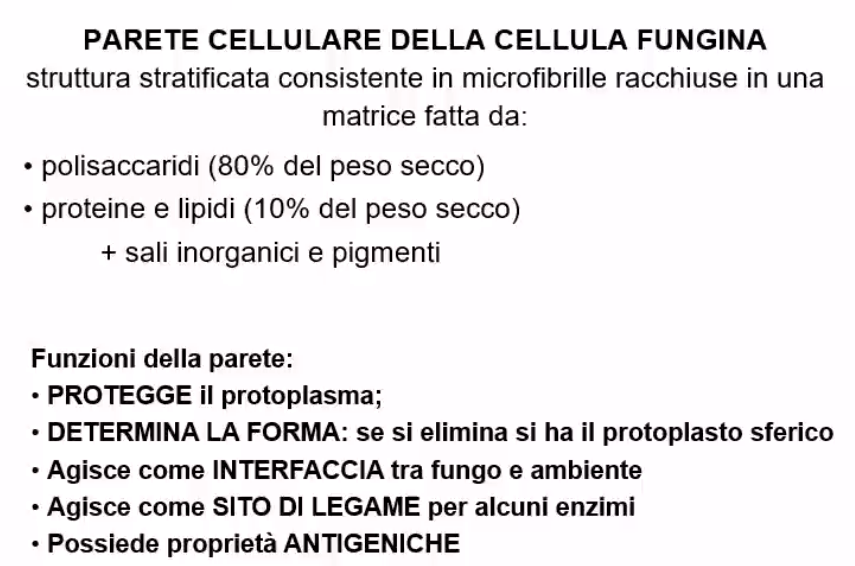 PARETE CELLULARE DELLA CELLULA FUNGINA
struttura stratificata consistente in microfibrille racchiuse in una
matrice fatta da:
• polisaccaridi (80% del peso secco)
• proteine e lipidi (10% del peso secco)
+ sali inorganici e pigmenti
Funzioni della parete:
• PROTEGGE il protoplasma;
• DETERMINA LA FORMA: se si elimina si ha il protoplasto sferico
• Agisce come INTERFACCIA tra fungo e ambiente
• Agisce come SITO DI LEGAME per alcuni enzimi
• Possiede proprietà ANTIGENICHE